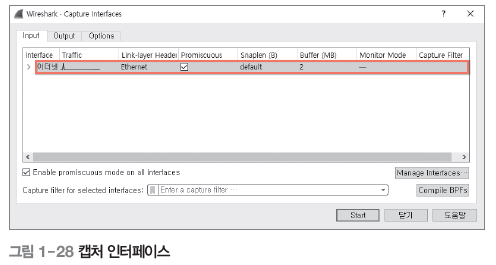 Wireshark - Capture Interfaces
? X
Input Output Options
Interface Traffic Link-layer Header Promiscuous Snaplen (B) Buffer (MB) Monitor Mode Capture Filter
이더넷 Ethernet default 2 —
Enable promiscuous mode on all interfaces
Manage Interfaces…
Capture filter for selected interfaces: Enter a capture filter …
Compile BPFs
Start 닫기 도움말
그림 1-28 캡처 인터페이스